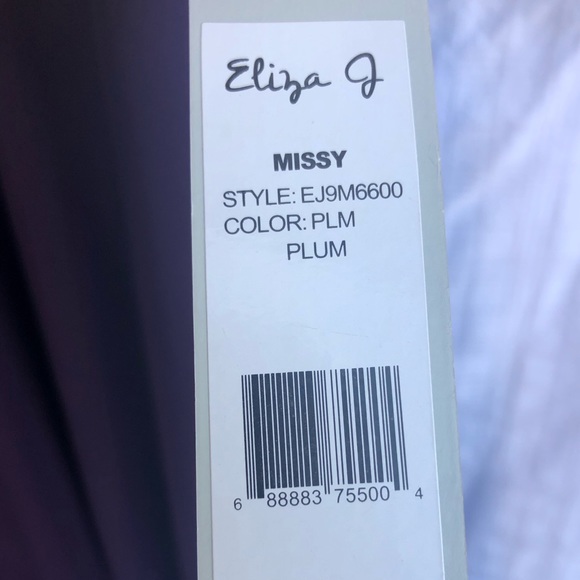 Eliza J
MISSY
STYLE: EJ9M6600
COLOR: PLM
PLUM
6 88883 75500 4